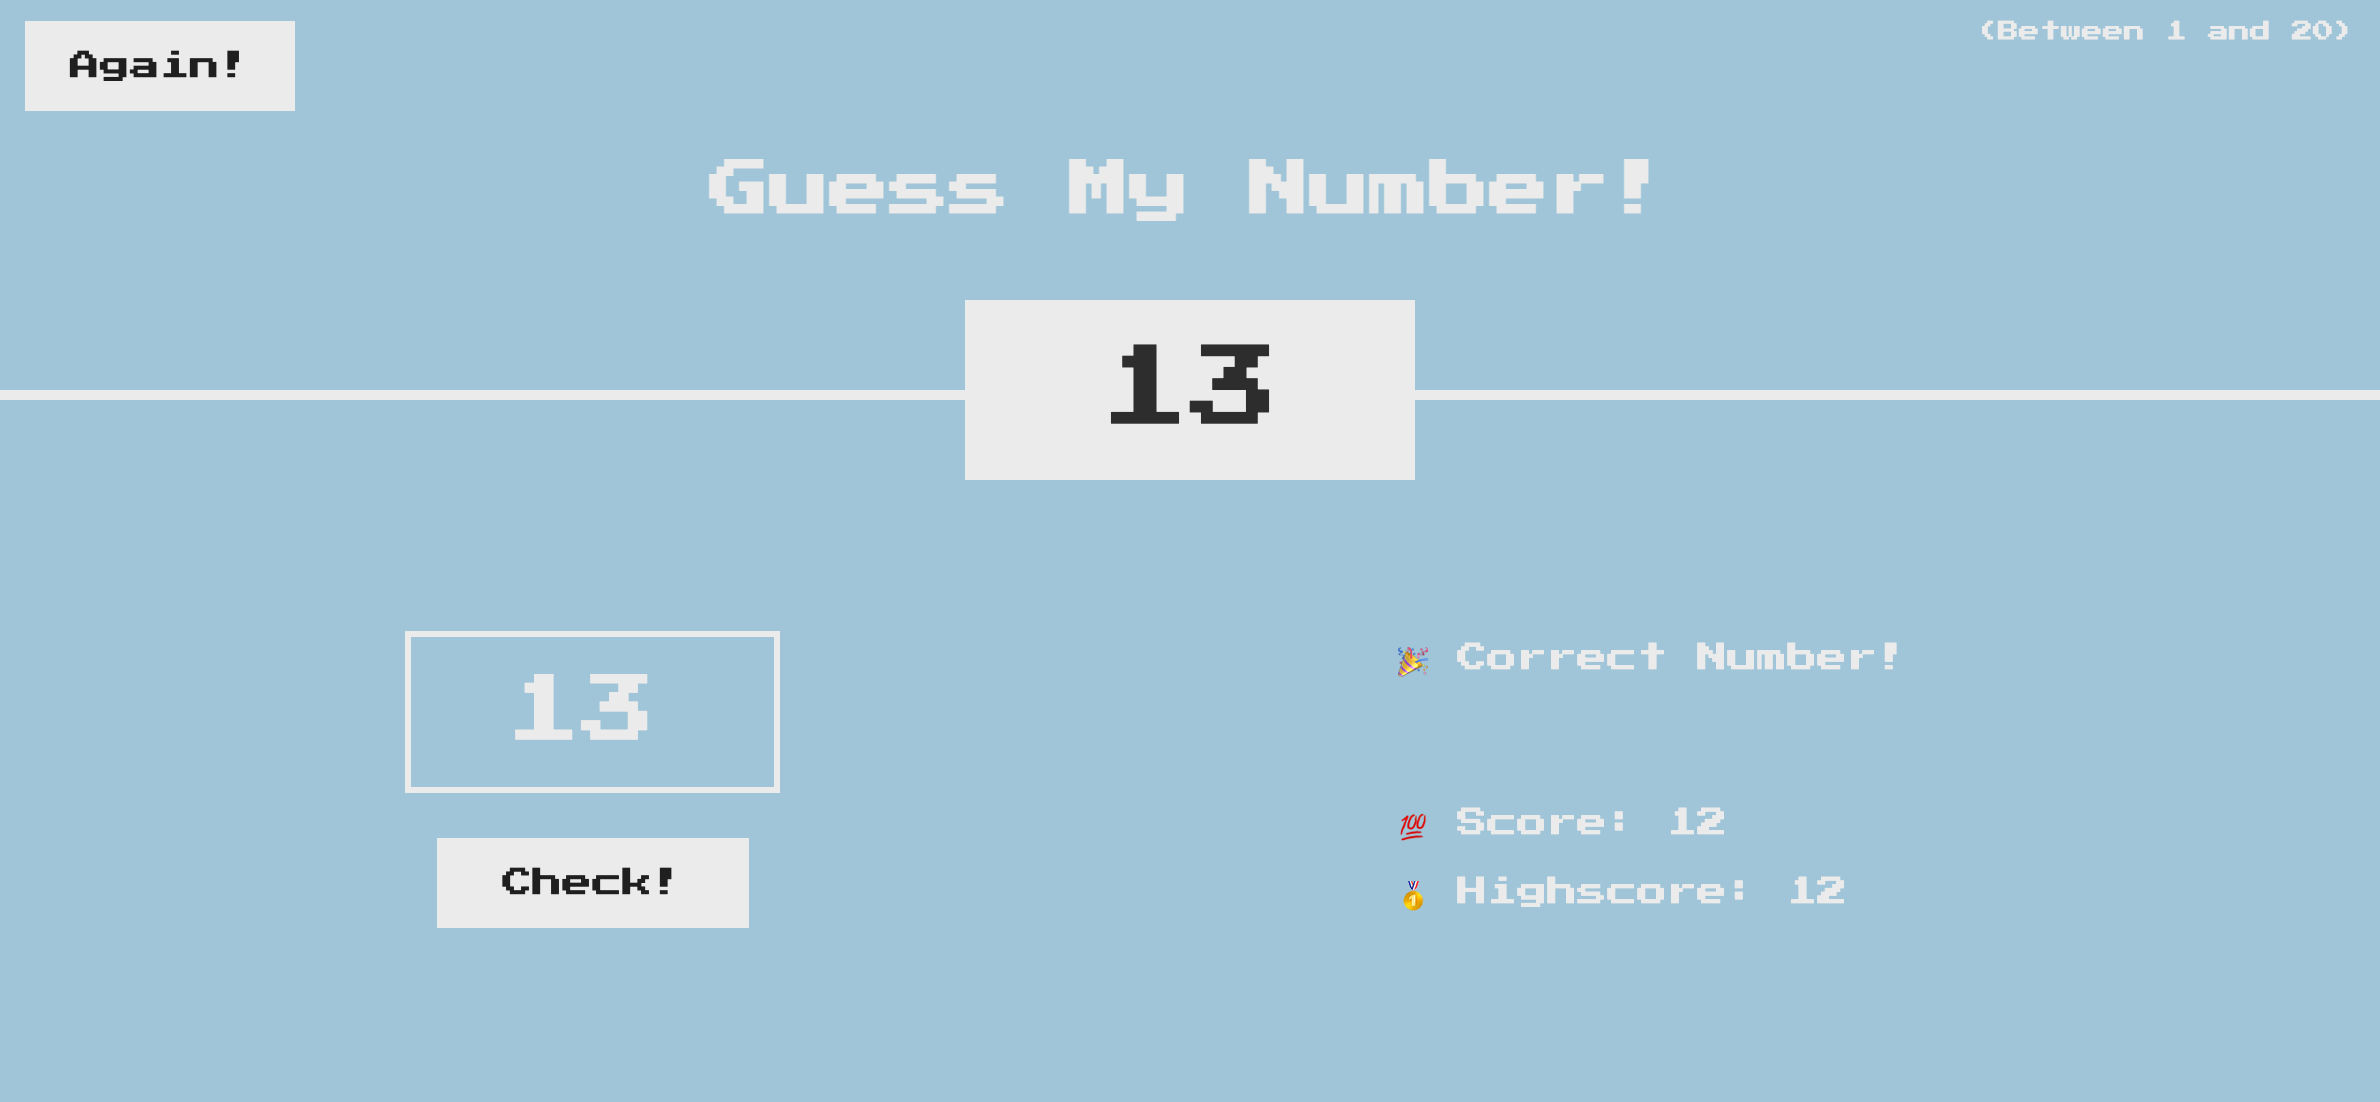 Again!
(Between 1 and 20)
Guess My Number!
13
13
Check!
🎉 Correct Number!
💯 Score: 12
🥇 Highscore: 12